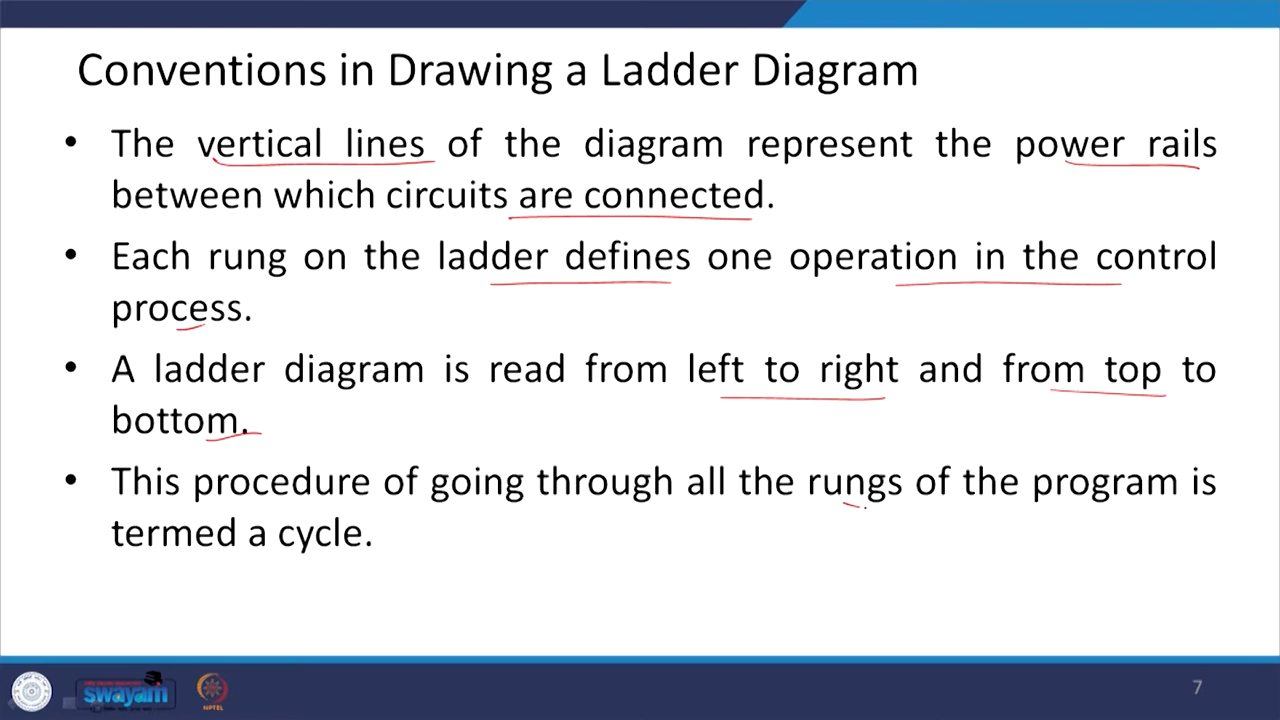 Conventions in Drawing a Ladder Diagram
• The vertical lines of the diagram represent the power rails
between which circuits are connected.
• Each rung on the ladder defines one operation in the control
process.
• A ladder diagram is read from left to right and from top to
bottom.
• This procedure of going through all the rungs of the program is
termed a cycle.
swayam
NPTEL
7